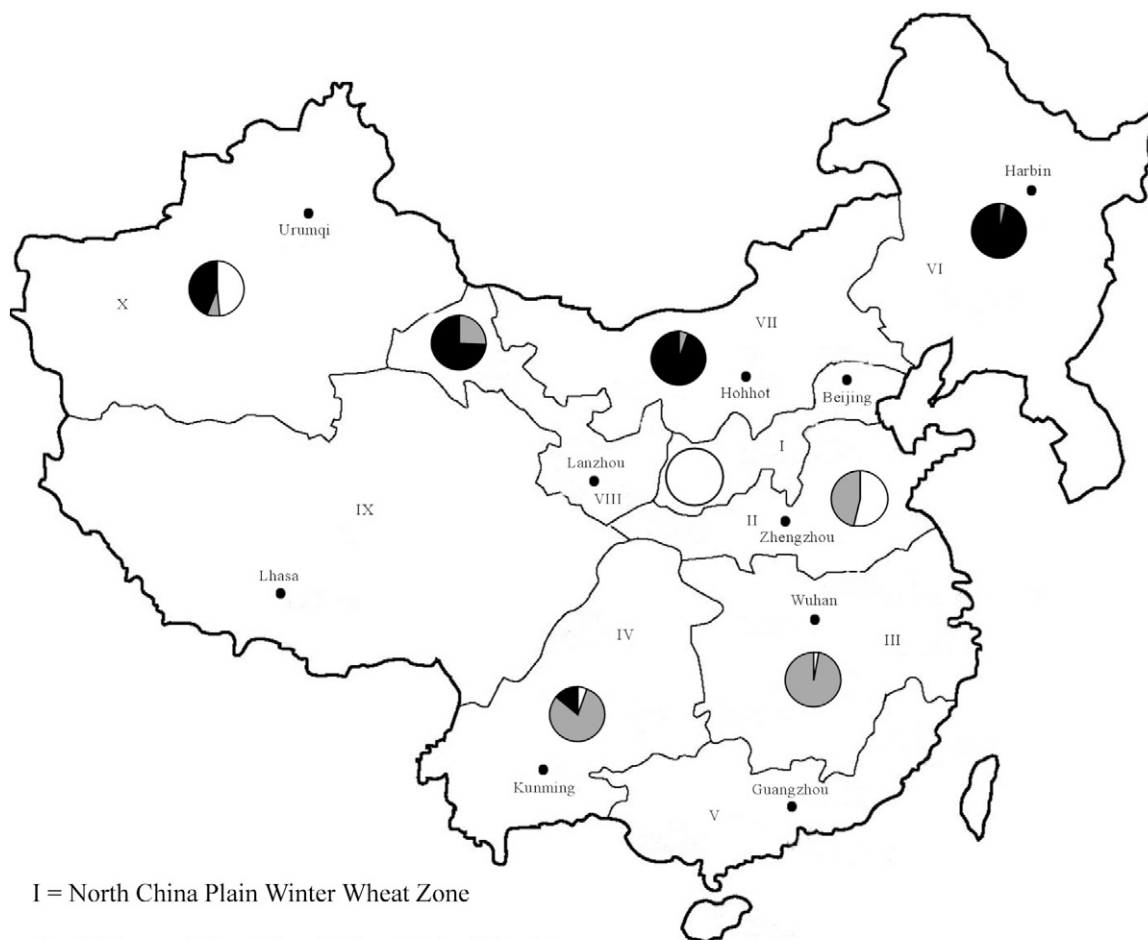 Harbin
Urumqi
VI
X
VII
Hohhot
Beijing
I
Lanzhou
VIII
IX
II
Zhengzhou
Lhasa
Wuhan
IV
III
Kunming
Guangzhou
V
I = North China Plain Winter Wheat Zone